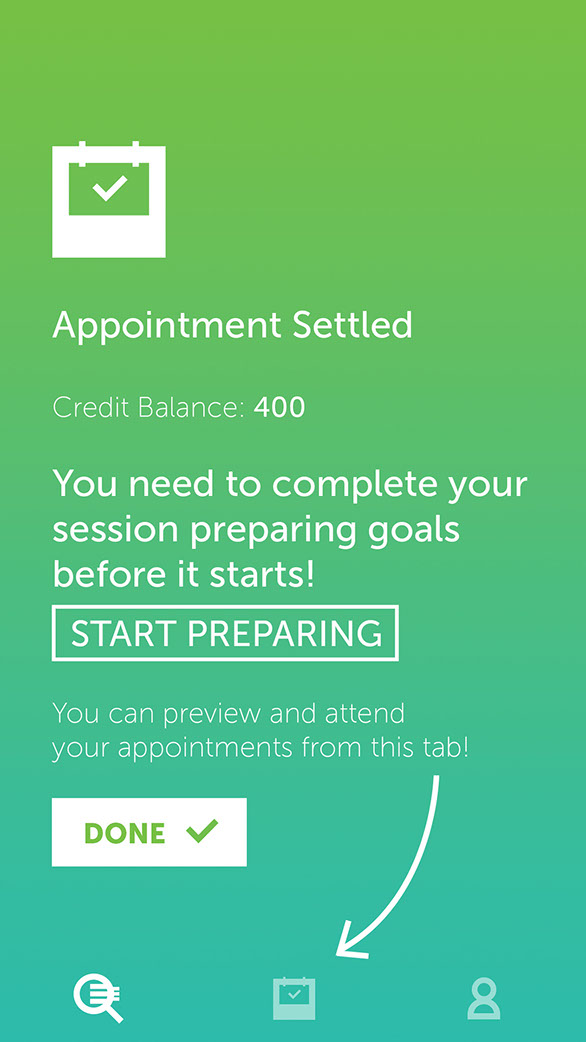 Appointment Settled
Credit Balance: 400
You need to complete your
session preparing goals
before it starts!
START PREPARING
You can preview and attend
your appointments from this tab!
DONE